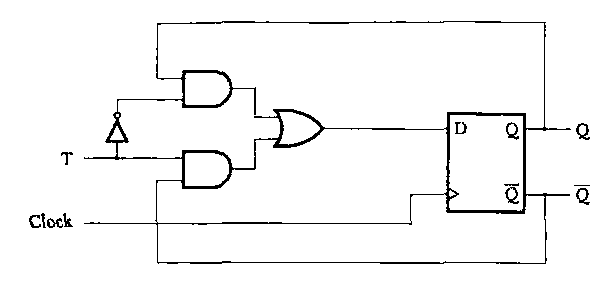 D Q Q
T
Q̅ Q̅
Clock